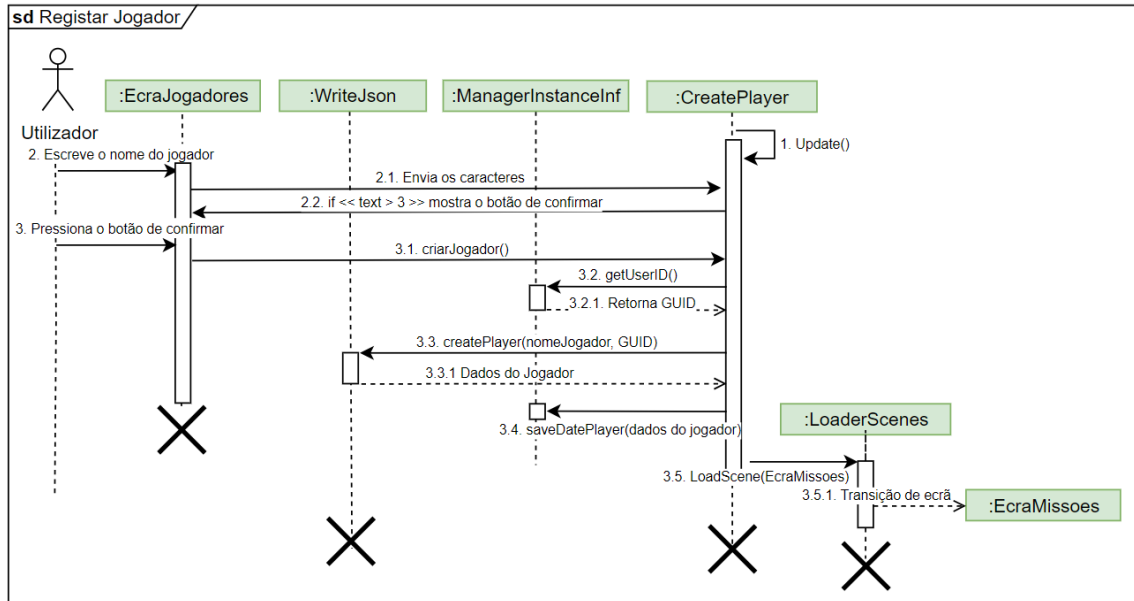 sd Registar Jogador
:EcraJogadores
:WriteJson
:ManagerInstanceInf
:CreatePlayer
Utilizador
1. Update()
2. Escreve o nome do jogador
2.1. Envia os caracteres
2.2. if << text > 3 >> mostra o botão de confirmar
3. Pressiona o botão de confirmar
3.1. criarJogador()
3.2. getUserID()
3.2.1. Retorna GUID
3.3. createPlayer(nomeJogador, GUID)
3.3.1 Dados do Jogador
:LoaderScenes
3.4. saveDatePlayer(dados do jogador)
3.5. LoadScene(EcraMissoes)
3.5.1. Transição de ecrã
:EcraMissoes